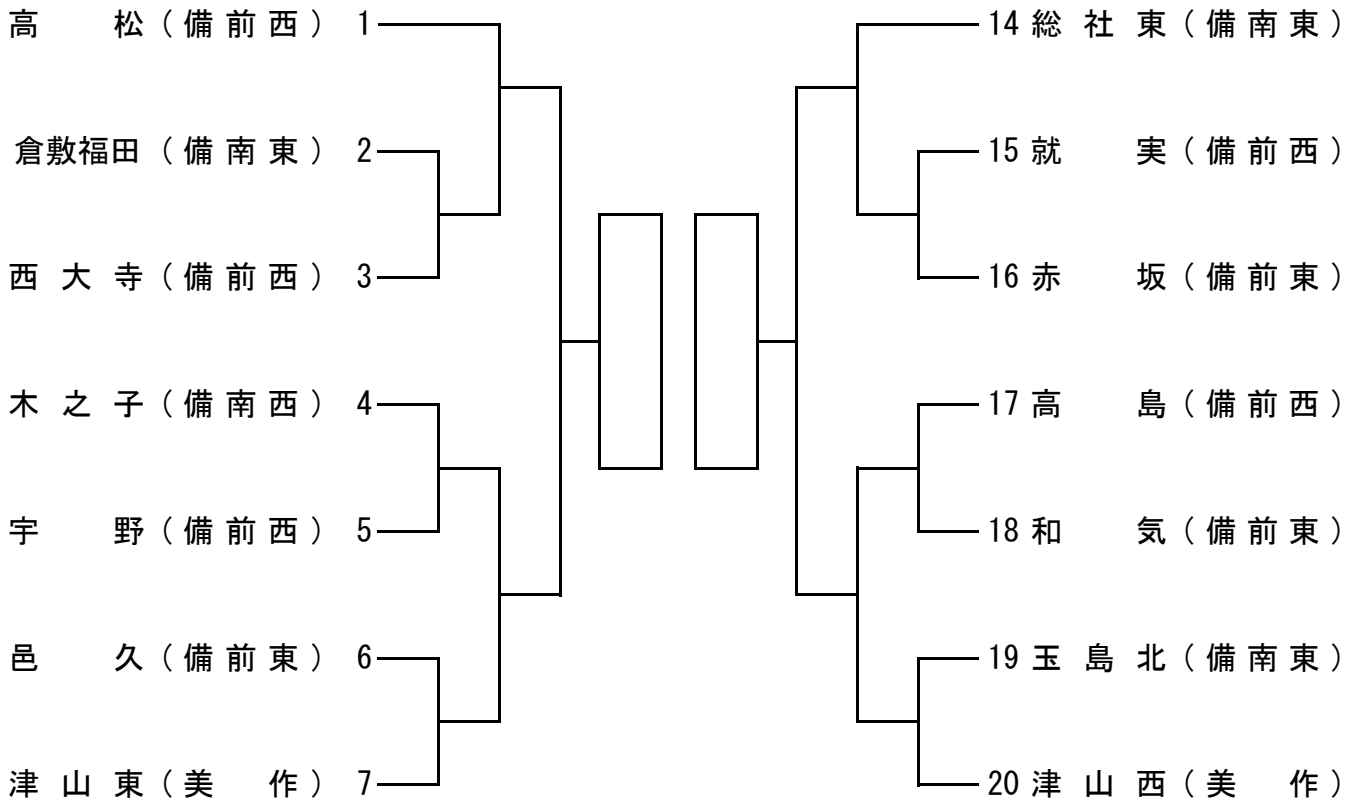 高松(備前西) 1
倉敷福田(備南東) 2
西大寺(備前西) 3
木之子(備南西) 4
宇野(備前西) 5
邑久(備前東) 6
津山東(美作) 7
14 総社東(備南東)
15 就実(備前西)
16 赤坂(備前東)
17 高島(備前西)
18 和気(備前東)
19 玉島北(備南東)
20 津山西(美作)